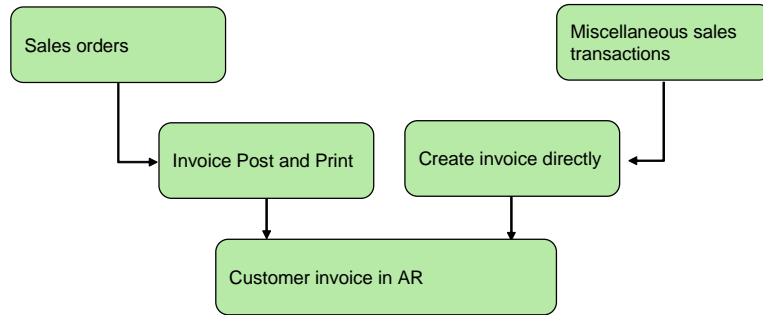 Sales orders
Miscellaneous sales
transactions
Invoice Post and Print
Create invoice directly
Customer invoice in AR